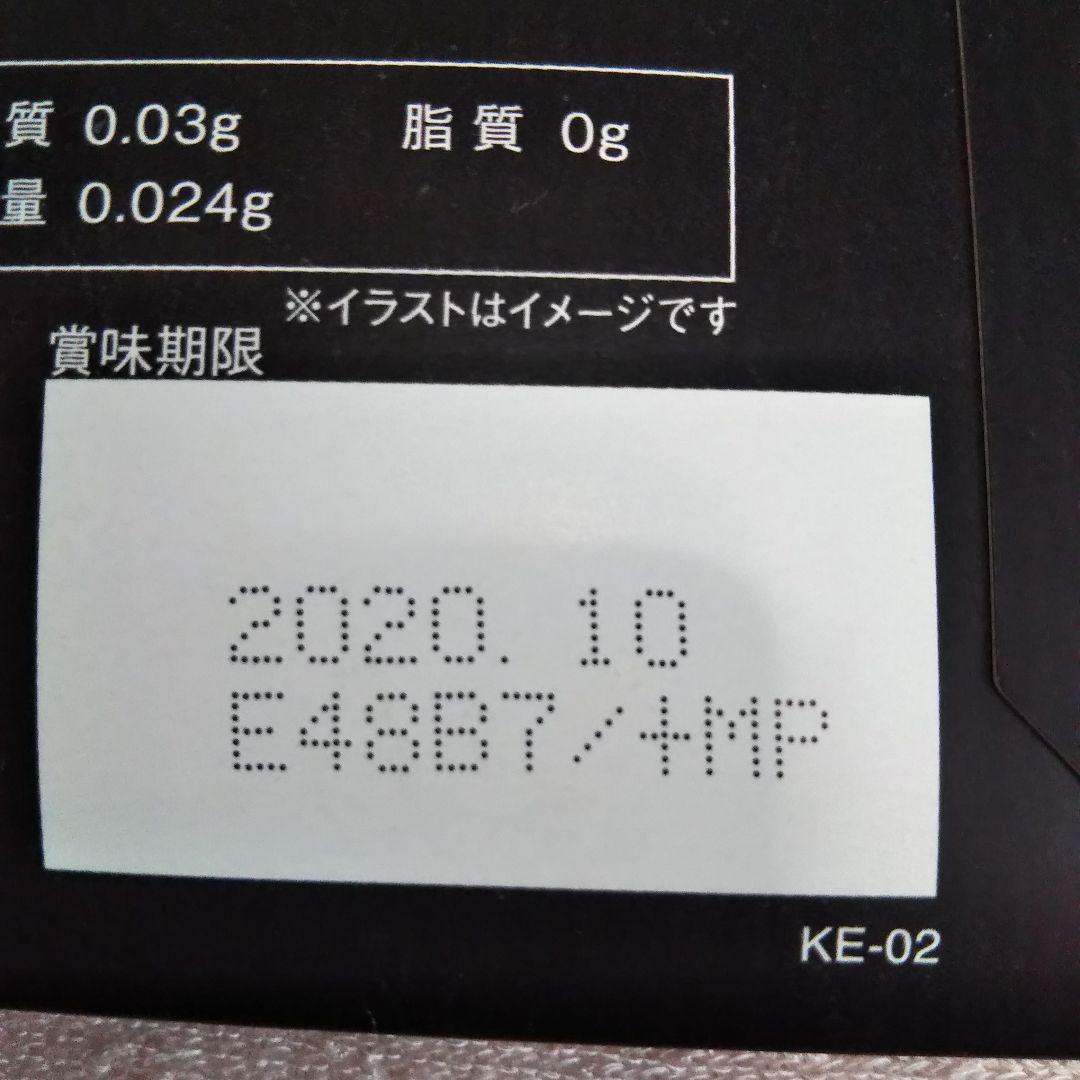 質 0.03g 脂質 0g
量 0.024g
※イラストはイメージです
賞味期限
2020.10
E48B7/+MP
KE-02